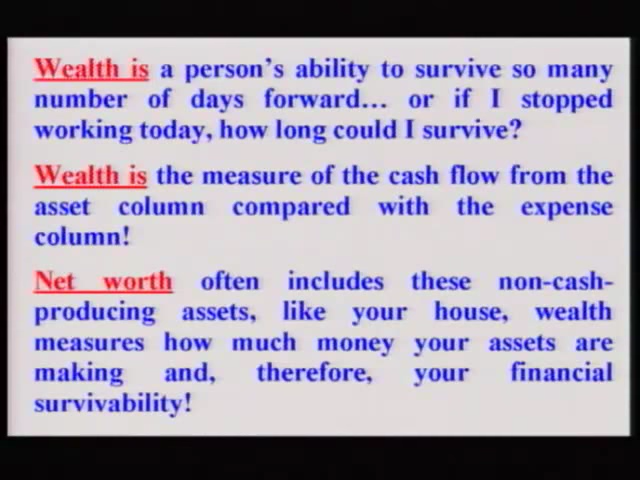 Wealth is a person's ability to survive so many
number of days forward... or if I stopped
working today, how long could I survive?
Wealth is the measure of the cash flow from the
asset column compared with the expense
column!
Net worth often includes these non-cash-
producing assets, like your house, wealth
measures how much money your assets are
making and, therefore, your financial
survivability!